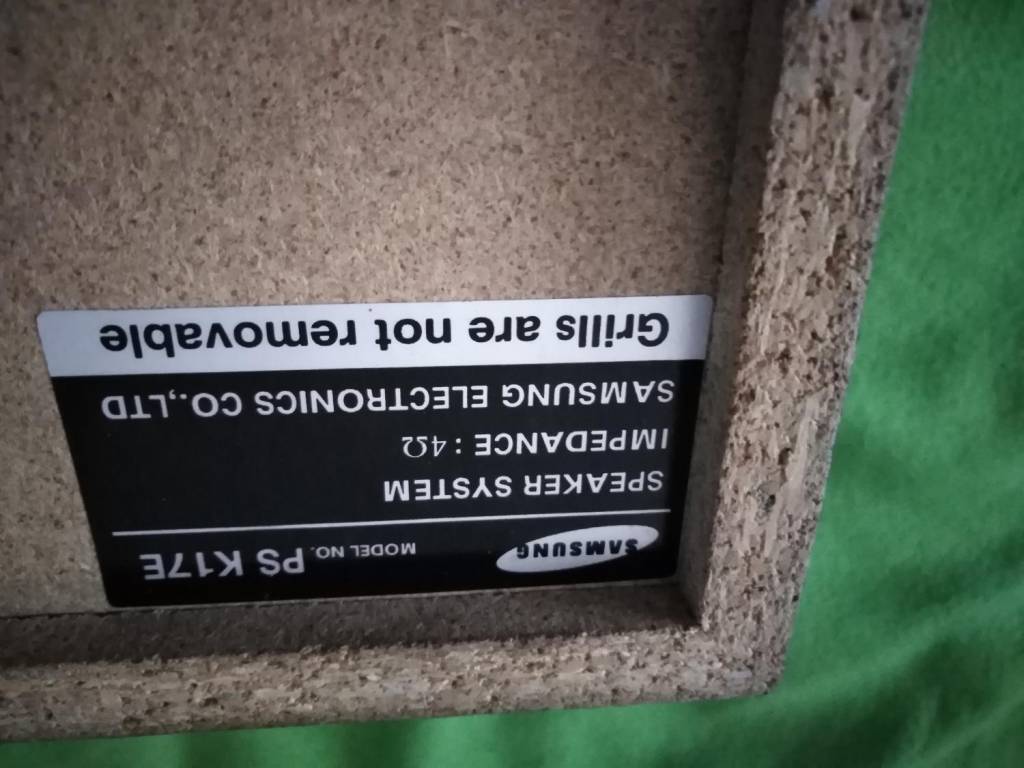 SAMSUNG MODEL NO. PS K17E
SPEAKER SYSTEM
IMPEDANCE : 4Ω
SAMSUNG ELECTRONICS CO.,LTD
Grills are not removable